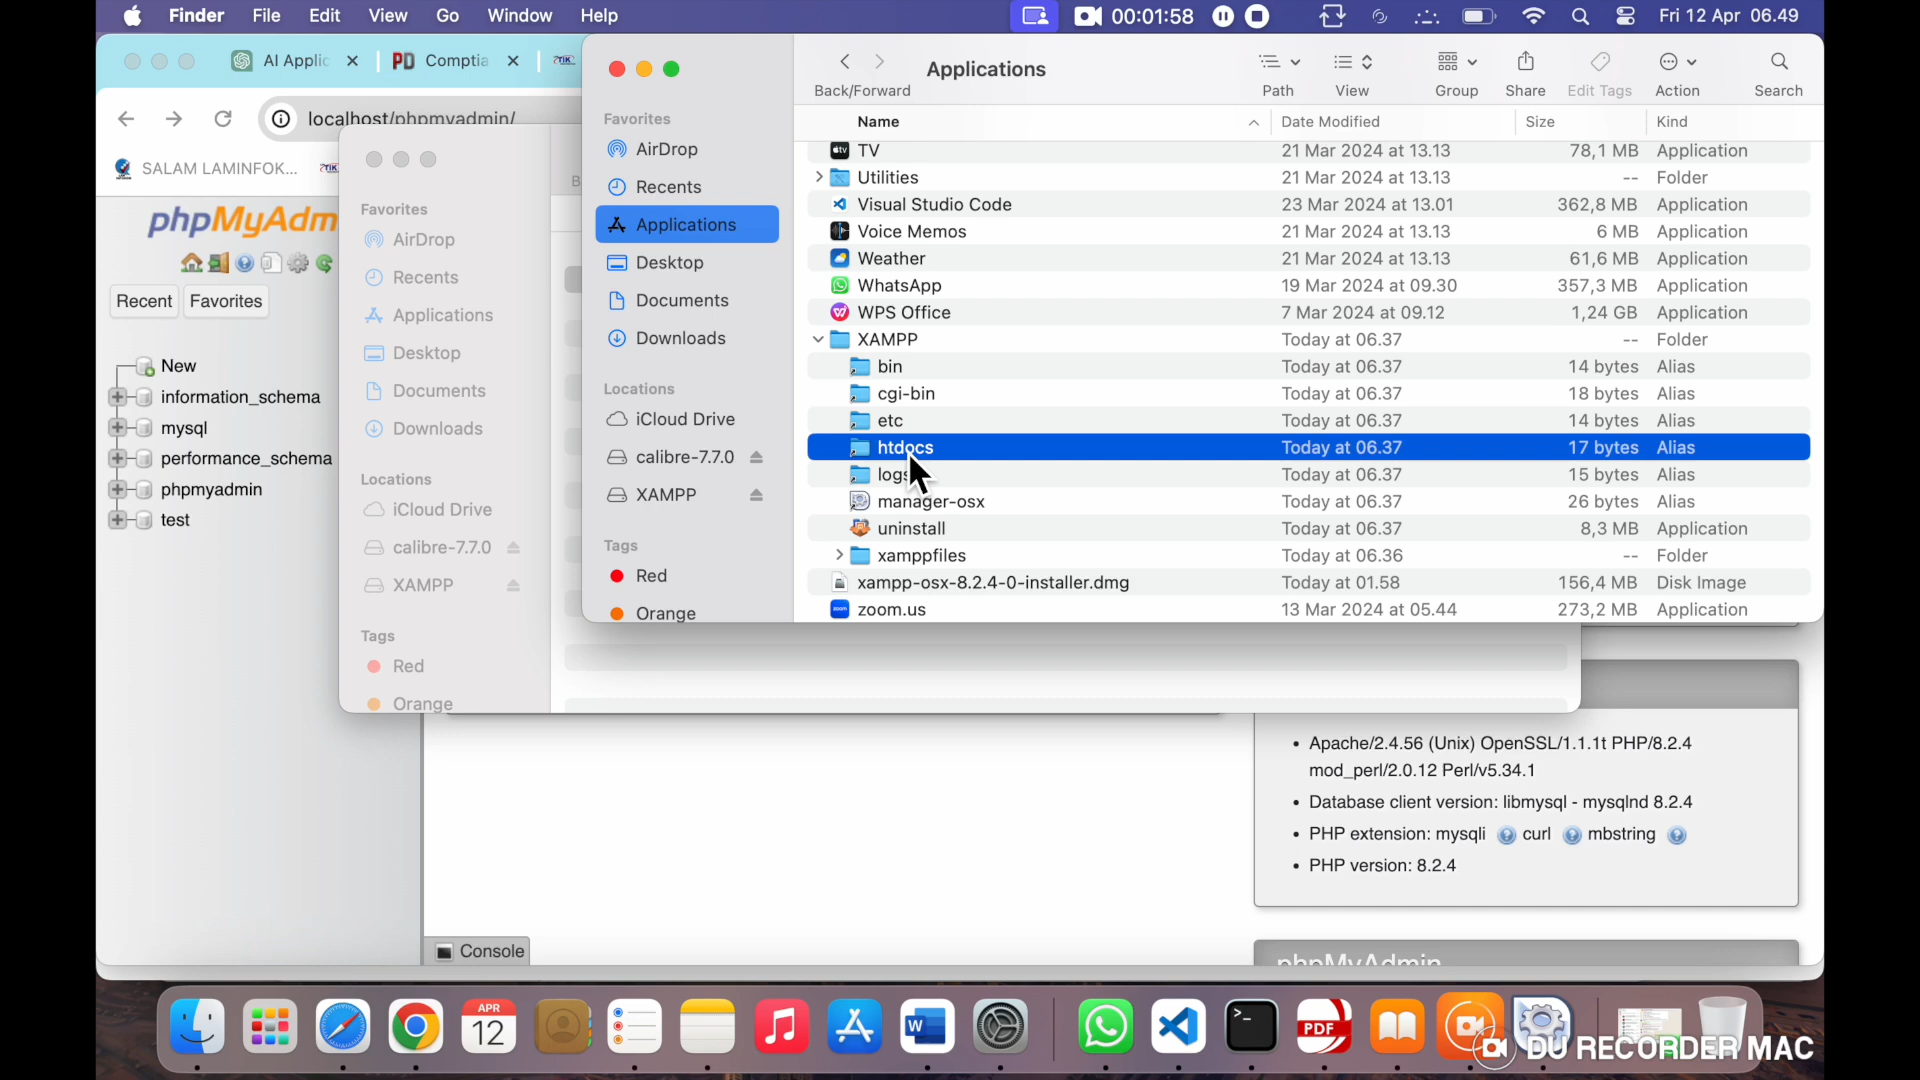 Finder File Edit View Go Window Help 00:01:58 Fri 12 Apr 06.49
AI Applic Comptia TIK
localhost/phpmyadmin/
SALAM LAMINFOK... TIK
phpMyAdm
Recent Favorites
New
information_schema
mysql
performance_schema
phpmyadmin
test
Favorites
AirDrop
Recents
Applications
Desktop
Documents
Downloads
Locations
iCloud Drive
calibre-7.7.0
XAMPP
Tags
Red
Orange
B
Favorites
AirDrop
Recents
Applications
Desktop
Documents
Downloads
Locations
iCloud Drive
calibre-7.7.0
XAMPP
Tags
Red
Orange
Applications
Back/Forward Path View Group Share Edit Tags Action Search
Name Date Modified Size Kind
tv TV 21 Mar 2024 at 13.13 78,1 MB Application
Utilities 21 Mar 2024 at 13.13 -- Folder
Visual Studio Code 23 Mar 2024 at 13.01 362,8 MB Application
Voice Memos 21 Mar 2024 at 13.13 6 MB Application
Weather 21 Mar 2024 at 13.13 61,6 MB Application
WhatsApp 19 Mar 2024 at 09.30 357,3 MB Application
WPS Office 7 Mar 2024 at 09.12 1,24 GB Application
XAMPP Today at 06.37 -- Folder
bin Today at 06.37 14 bytes Alias
cgi-bin Today at 06.37 18 bytes Alias
etc Today at 06.37 14 bytes Alias
htdocs Today at 06.37 17 bytes Alias
logs Today at 06.37 15 bytes Alias
manager-osx Today at 06.37 26 bytes Alias
uninstall Today at 06.37 8,3 MB Application
xamppfiles Today at 06.36 -- Folder
xampp-osx-8.2.4-0-installer.dmg Today at 01.58 156,4 MB Disk Image
zoom zoom.us 13 Mar 2024 at 05.44 273,2 MB Application
• Apache/2.4.56 (Unix) OpenSSL/1.1.1t PHP/8.2.4
mod_perl/2.0.12 Perl/v5.34.1
• Database client version: libmysql - mysqlnd 8.2.4
• PHP extension: mysqli curl mbstring
• PHP version: 8.2.4
Console
phpMyAdmin
APR
12
W
PDF
DU RECORDER MAC